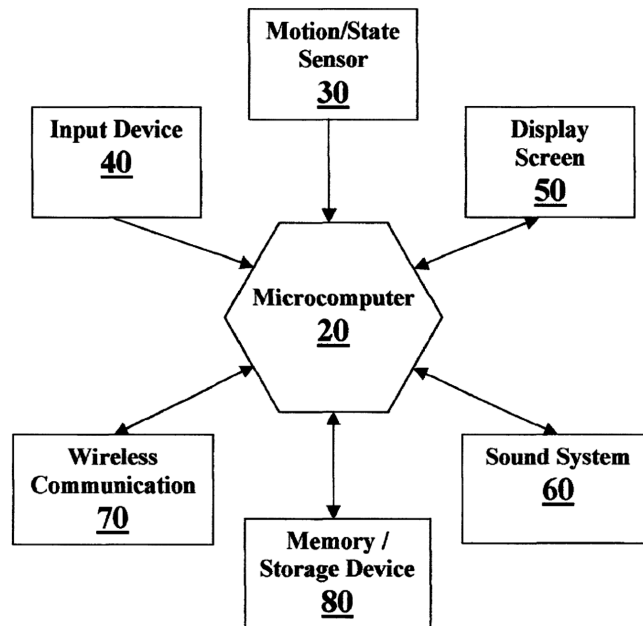 Motion/State
Sensor
30
Input Device
40
Display
Screen
50
Microcomputer
20
Wireless
Communication
70
Sound System
60
Memory /
Storage Device
80